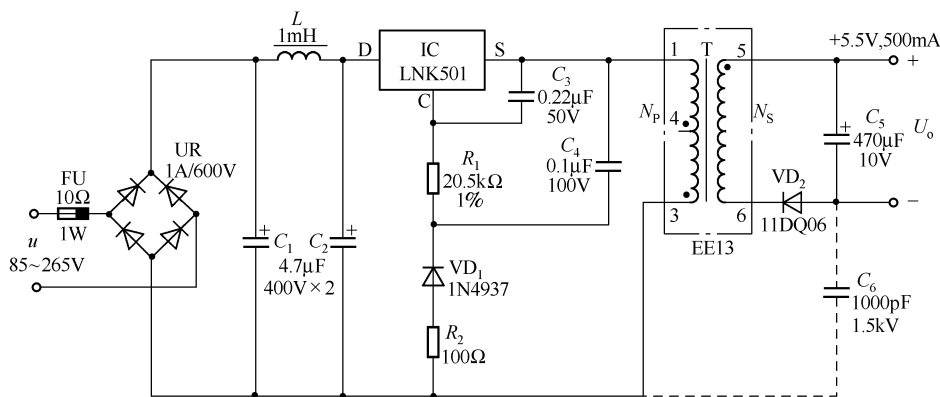 L
1mH
D
IC
LNK501
S
C
C₃
0.22μF
50V
C₄
0.1μF
100V
R₁
20.5kΩ
1%
VD₁
1N4937
R₂
100Ω
FU
10Ω
1W
u
85~265V
UR
1A/600V
C₁
C₂
4.7μF
400V×2
1
T
5
Nₚ
4
Nₛ
3
6
EE13
VD₂
11DQ06
+5.5V,500mA
+
C₅
470μF
10V
Uₒ
−
C₆
1000pF
1.5kV
+
+
+